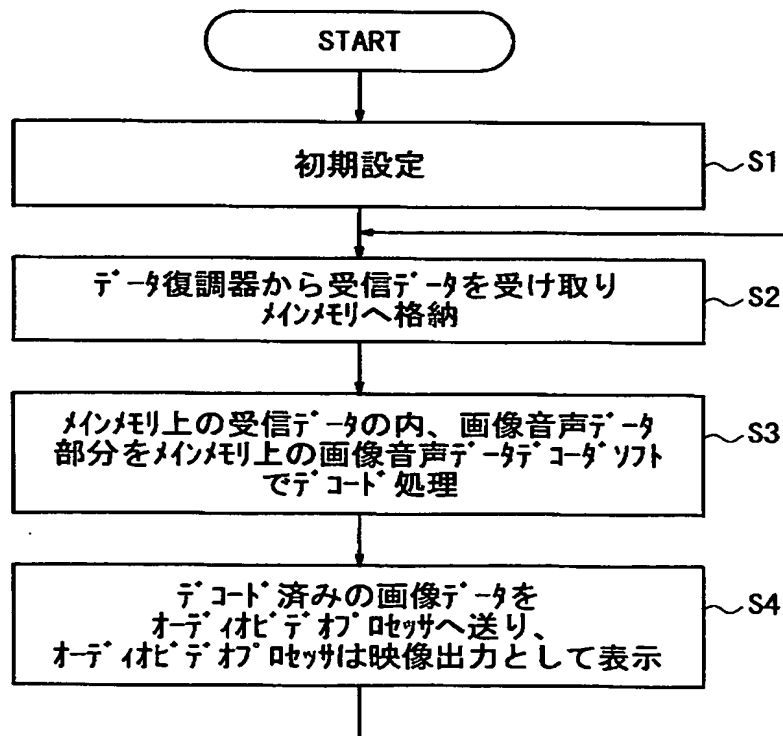 START
初期設定
S1
データ復調器から受信データを受け取り
メインメモリへ格納
S2
メインメモリ上の受信データの内、画像音声データ
部分をメインメモリ上の画像音声データデコーダソフト
でデコード処理
S3
デコード済みの画像データを
オーディオビデオプロセッサへ送り、
オーディオビデオプロセッサは映像出力として表示
S4